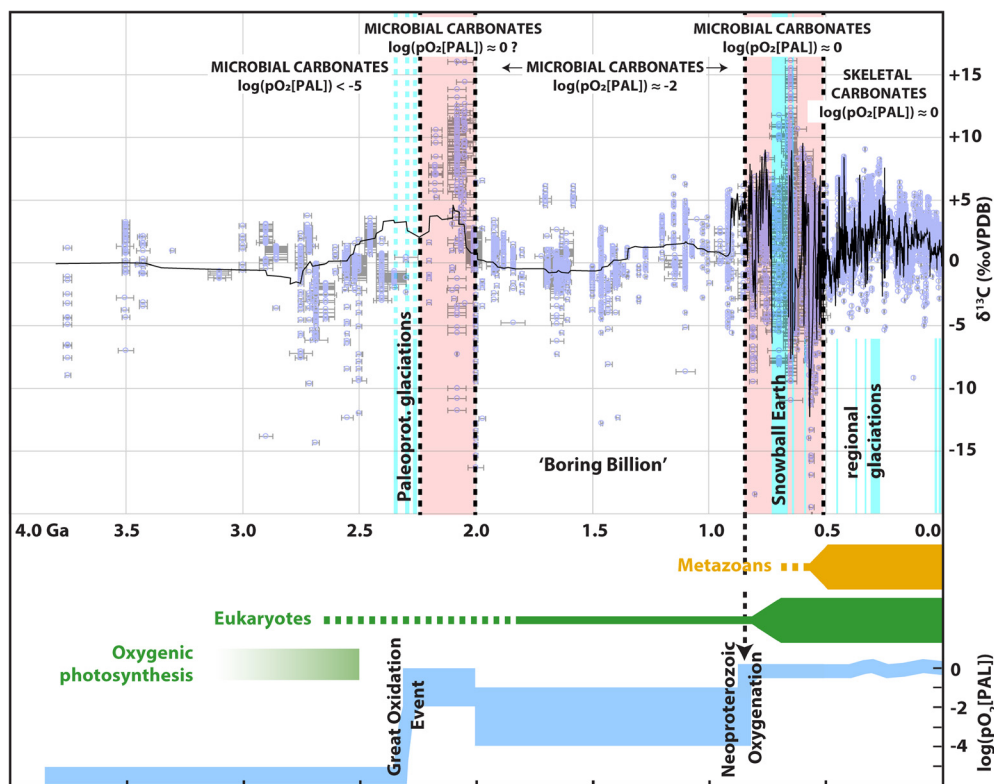 MICROBIAL CARBONATES
log(pO₂[PAL]) ≈ 0 ?
MICROBIAL CARBONATES
log(pO₂[PAL]) ≈ 0
MICROBIAL CARBONATES
log(pO₂[PAL]) < -5
MICROBIAL CARBONATES
log(pO₂[PAL]) ≈ -2
SKELETAL
CARBONATES
log(pO₂[PAL]) ≈ 0
+15
+10
+5
0
-5
-10
-15
δ¹³C (‰VPDB)
Paleoprot. glaciations
'Boring Billion'
Snowball Earth
regional
glaciations
4.0 Ga
3.5
3.0
2.5
2.0
1.5
1.0
0.5
0.0
Metazoans
Eukaryotes
Oxygenic
photosynthesis
Great Oxidation
Event
Neoproterozoic
Oxygenation
0
-2
-4
log(pO₂[PAL])